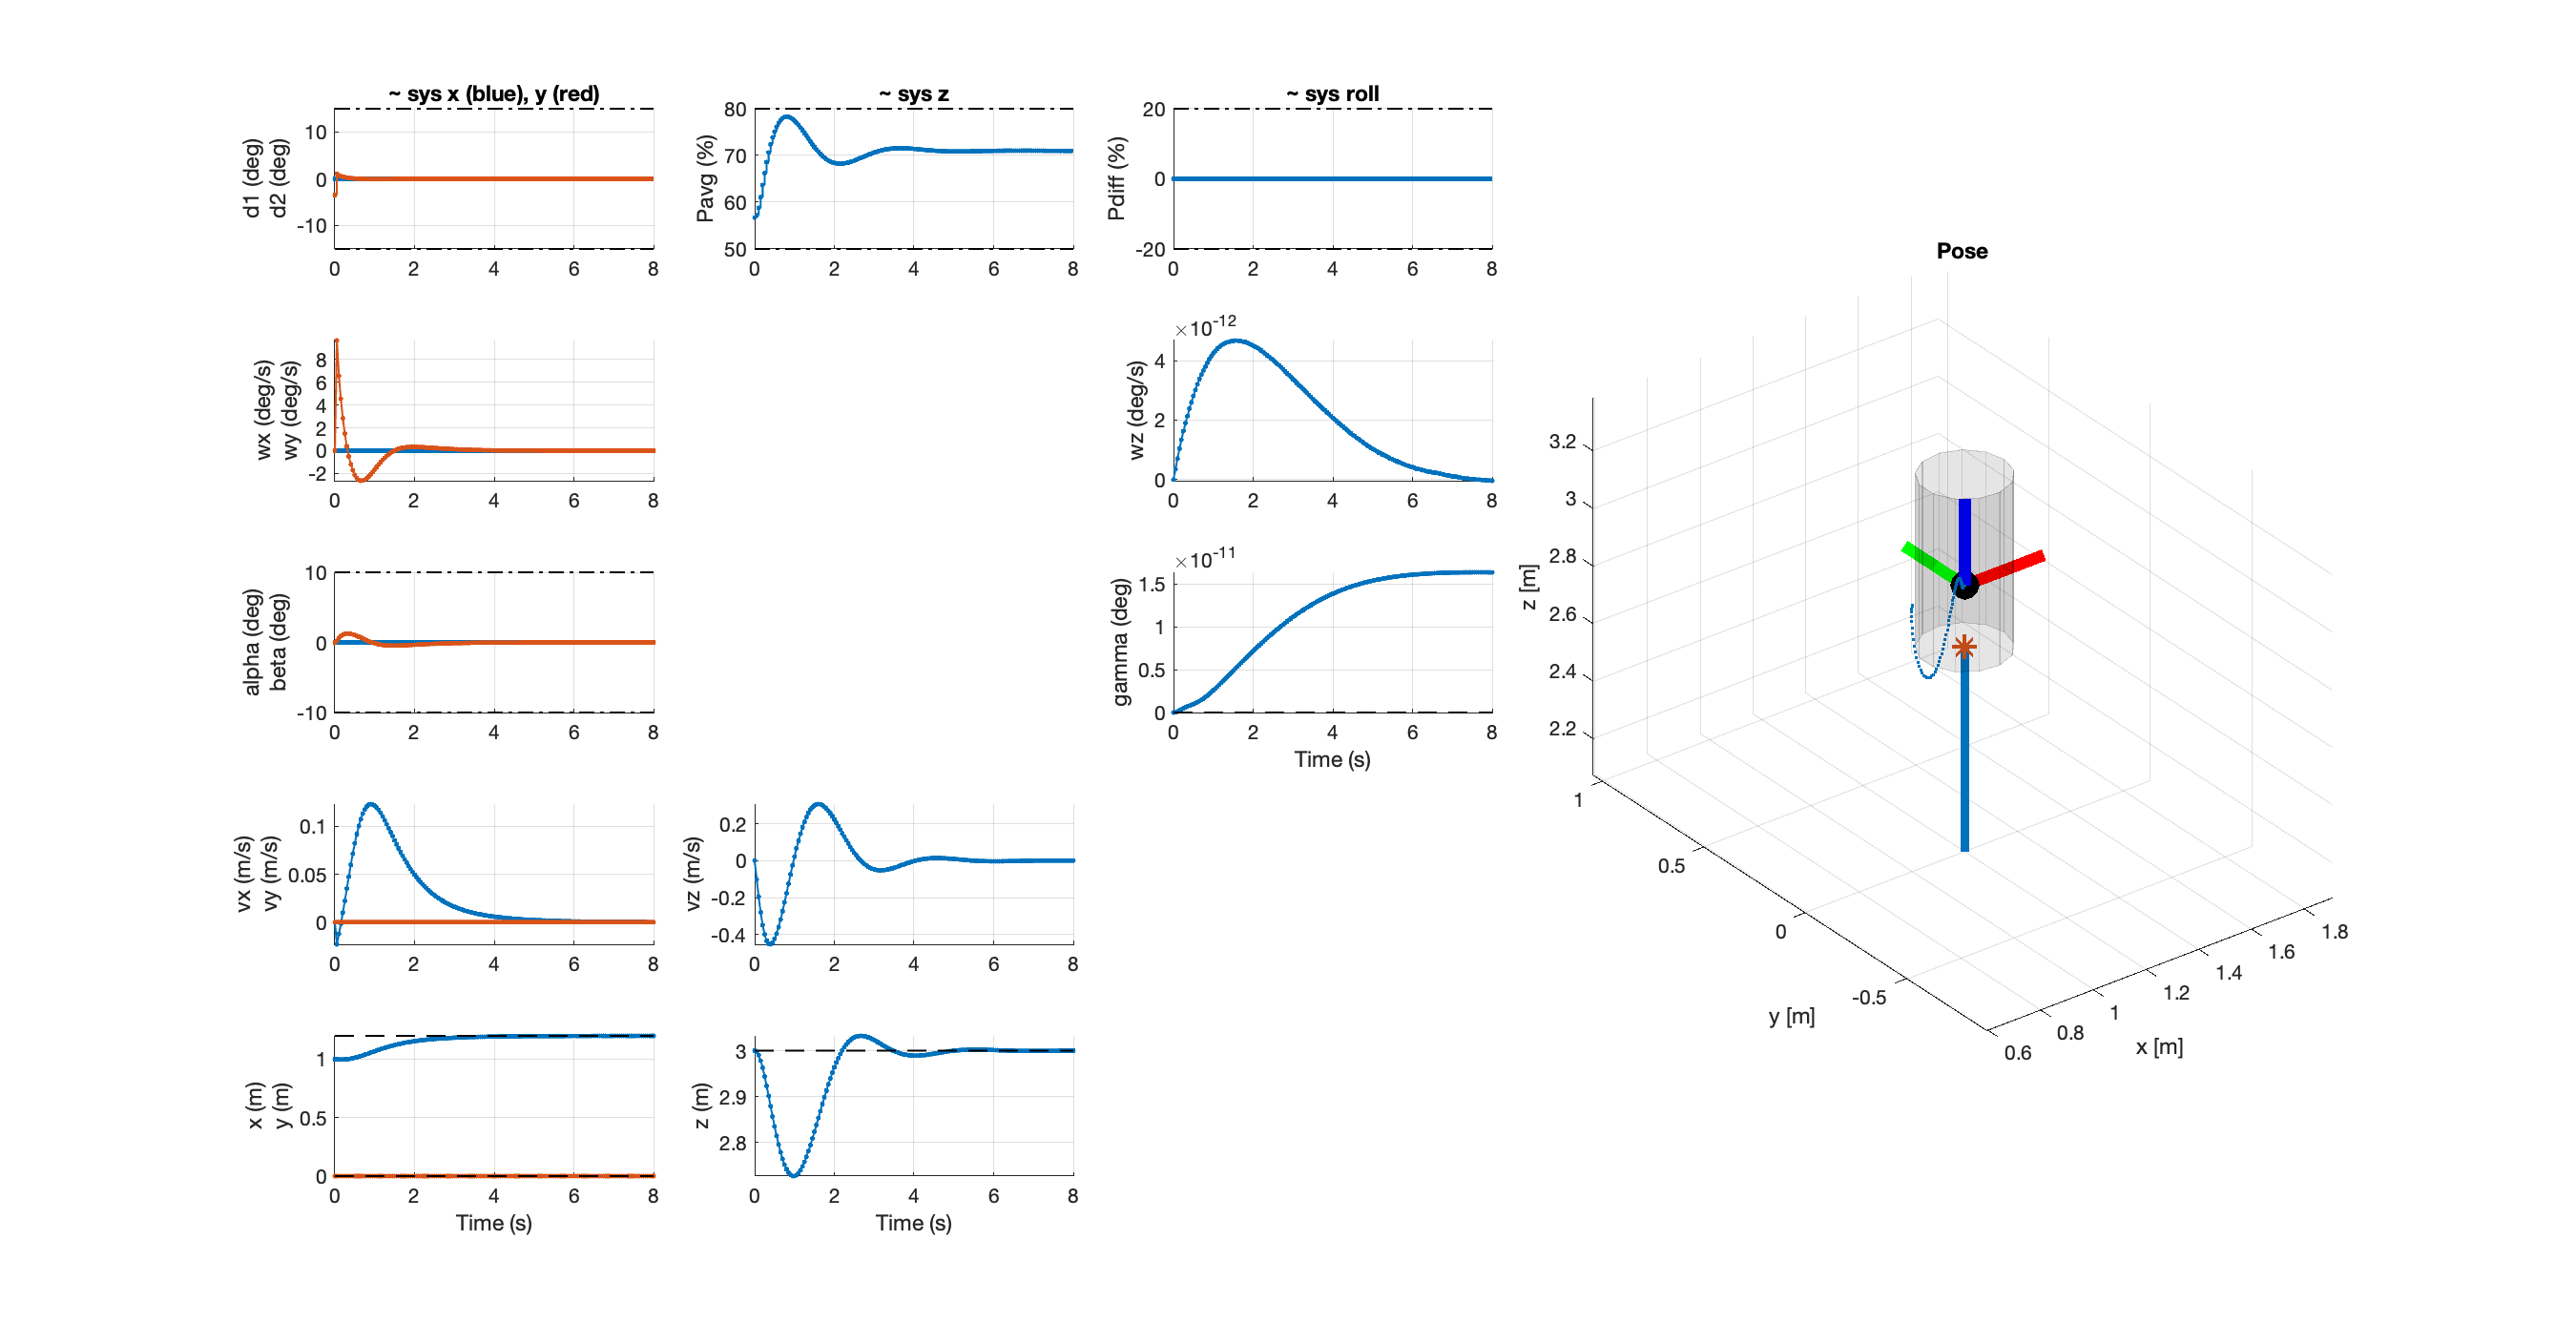 ~ sys x (blue), y (red)
d1 (deg)
d2 (deg)
10
0
-10
0 2 4 6 8
~ sys z
Pavg (%)
80
70
60
50
0 2 4 6 8
~ sys roll
Pdiff (%)
20
0
-20
0 2 4 6 8
wx (deg/s)
wy (deg/s)
8
6
4
2
0
-2
0 2 4 6 8
×10-12
wz (deg/s)
4
2
0
0 2 4 6 8
alpha (deg)
beta (deg)
10
0
-10
0 2 4 6 8
×10-11
gamma (deg)
1.5
1
0.5
0
0 2 4 6 8
Time (s)
vx (m/s)
vy (m/s)
0.1
0.05
0
0 2 4 6 8
vz (m/s)
0.2
0
-0.2
-0.4
0 2 4 6 8
x (m)
y (m)
1
0.5
0
0 2 4 6 8
Time (s)
z (m)
3
2.9
2.8
0 2 4 6 8
Time (s)
Pose
z [m]
3.2
3
2.8
2.6
2.4
2.2
1
0.5
0
-0.5
y [m]
0.6
0.8
1
1.2
1.4
1.6
1.8
x [m]